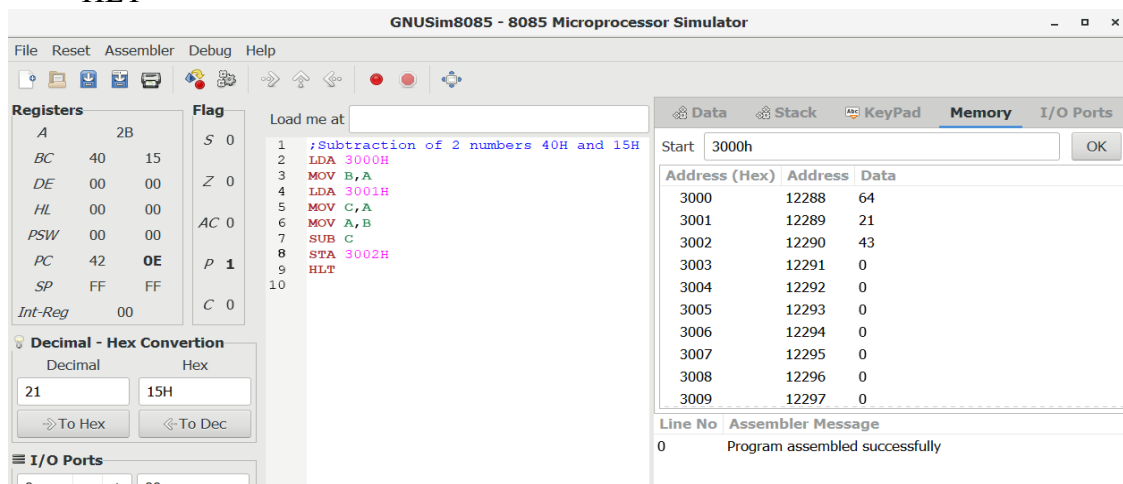 HLT
GNUSim8085 - 8085 Microprocessor Simulator
File Reset Assembler Debug Help
Registers
A 2B
BC 40 15
DE 00 00
HL 00 00
PSW 00 00
PC 42 0E
SP FF FF
Int-Reg 00
Flag
S 0
Z 0
AC 0
P 1
C 0
Decimal - Hex Convertion
Decimal Hex
21 15H
To Hex To Dec
I/O Ports
Load me at
1 ;Subtraction of 2 numbers 40H and 15H
2 LDA 3000H
3 MOV B,A
4 LDA 3001H
5 MOV C,A
6 MOV A,B
7 SUB C
8 STA 3002H
9 HLT
10
Data Stack KeyPad Memory I/O Ports
Start 3000h OK
Address (Hex) Address Data
3000 12288 64
3001 12289 21
3002 12290 43
3003 12291 0
3004 12292 0
3005 12293 0
3006 12294 0
3007 12295 0
3008 12296 0
3009 12297 0
Line No Assembler Message
0 Program assembled successfully